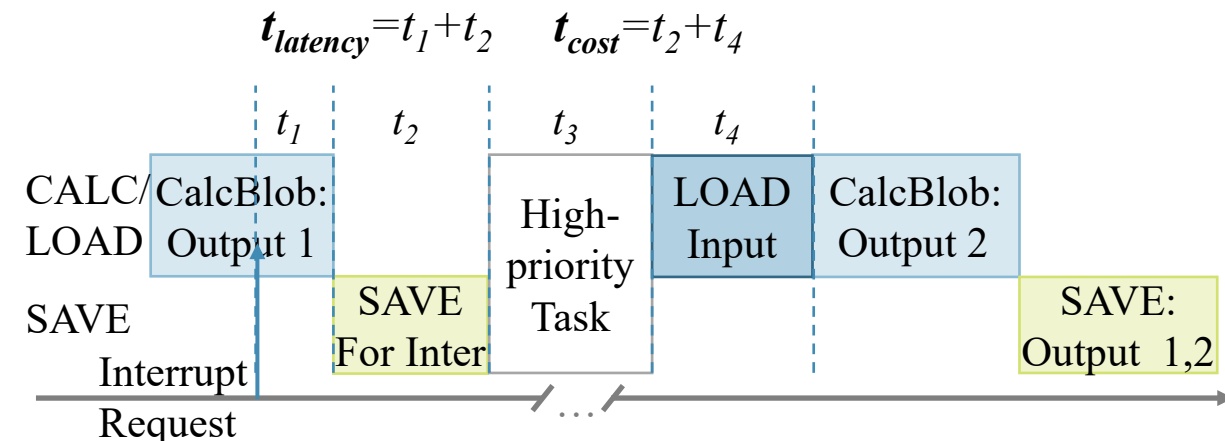 t_latency=t_1+t_2 t_cost=t_2+t_4
t_1 t_2 t_3 t_4
CALC/
LOAD
CalcBlob:
Output 1
High-
priority
Task
LOAD
Input
CalcBlob:
Output 2
SAVE
SAVE
For Inter
SAVE:
Output 1,2
Interrupt
Request
...